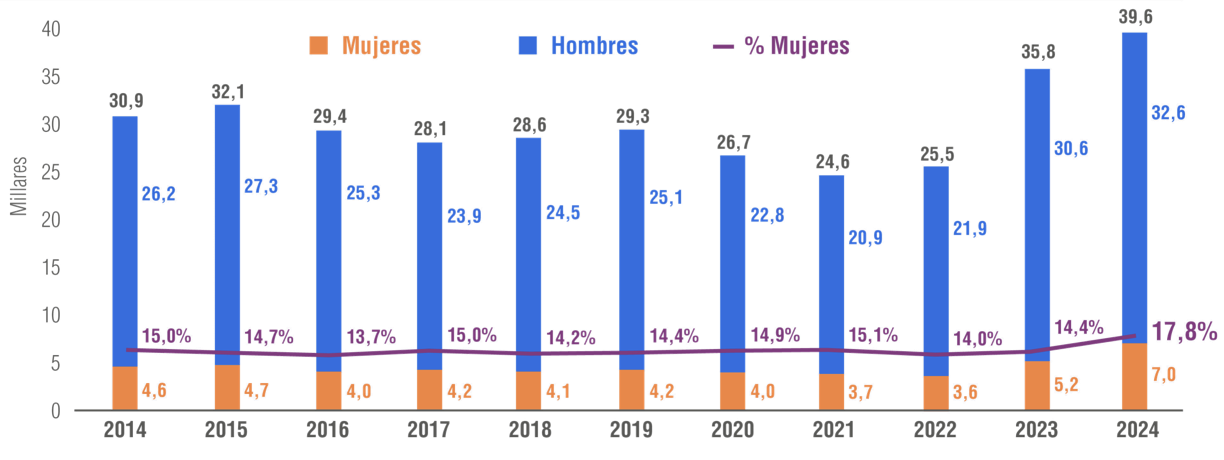 Mujeres Hombres % Mujeres
Millares
40
35
30
25
20
15
10
5
0
30,9 32,1 29,4 28,1 28,6 29,3 26,7 24,6 25,5 35,8 39,6
26,2 27,3 25,3 23,9 24,5 25,1 22,8 20,9 21,9 30,6 32,6
15,0% 14,7% 13,7% 15,0% 14,2% 14,4% 14,9% 15,1% 14,0% 14,4% 17,8%
4,6 4,7 4,0 4,2 4,1 4,2 4,0 3,7 3,6 5,2 7,0
2014 2015 2016 2017 2018 2019 2020 2021 2022 2023 2024